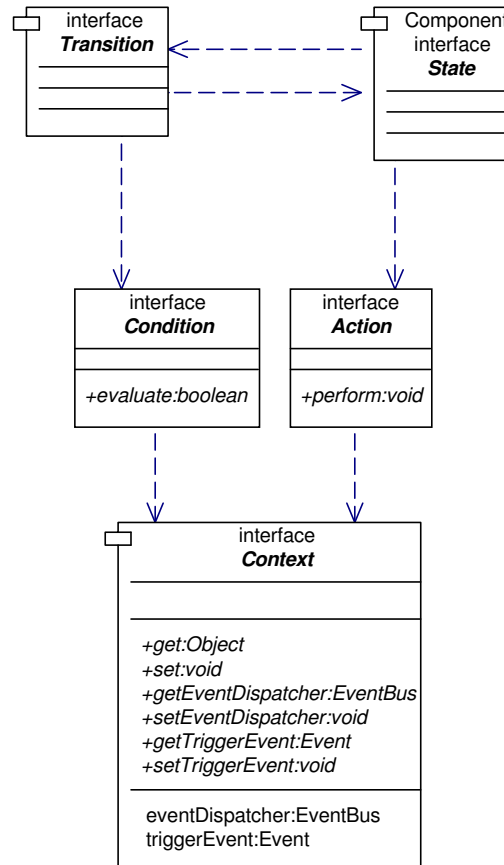 interface
Transition
Component
interface
State
interface
Condition
+evaluate:boolean
interface
Action
+perform:void
interface
Context
+get:Object
+set:void
+getEventDispatcher:EventBus
+setEventDispatcher:void
+getTriggerEvent:Event
+setTriggerEvent:void
eventDispatcher:EventBus
triggerEvent:Event